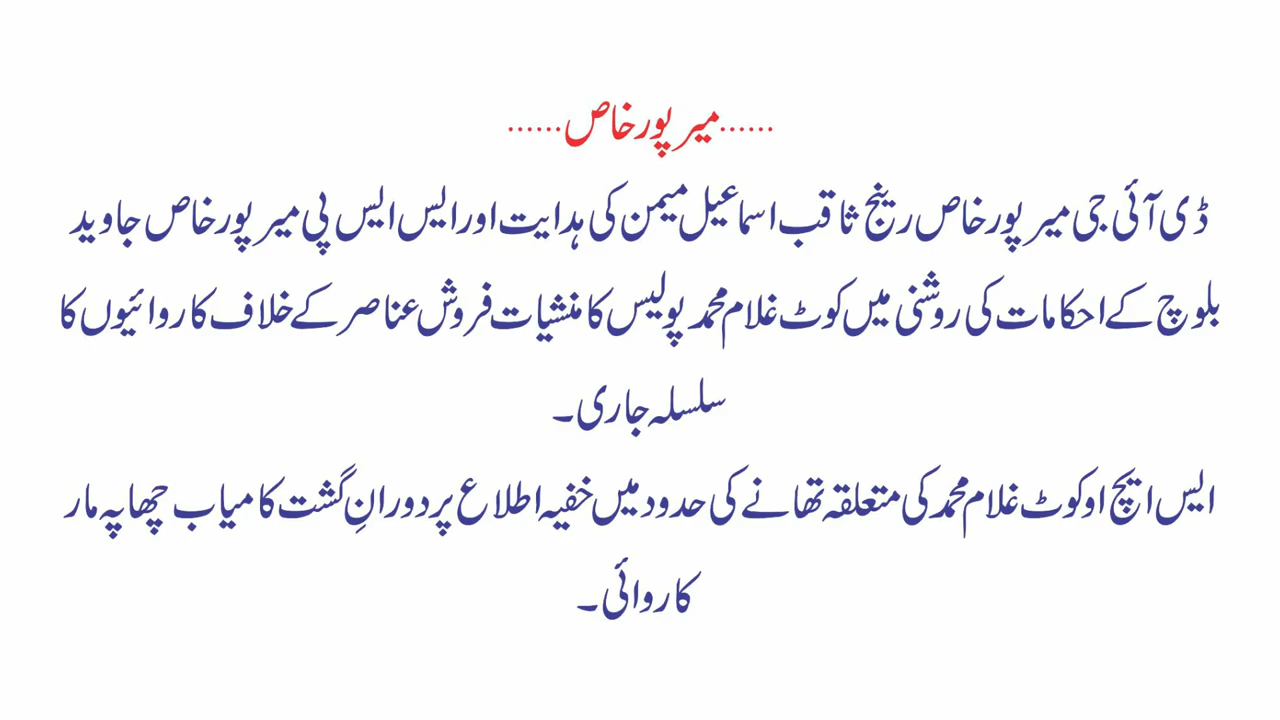 ......میرپورخاص......
ڈی آئی جی میرپورخاص رینج ثاقب اسماعیل میمن کی ہدایت اور ایس ایس پی میرپورخاص جاوید
بلوچ کے احکامات کی روشنی میں کوٹ غلام محمد پولیس کا منشیات فروش عناصر کے خلاف کاروائیوں کا
سلسلہ جاری۔
ایس ایچ او کوٹ غلام محمد کی متعلقہ تھانے کی حدود میں خفیہ اطلاع پر دورانِ گشت کامیاب چھاپہ مار
کاروائی۔